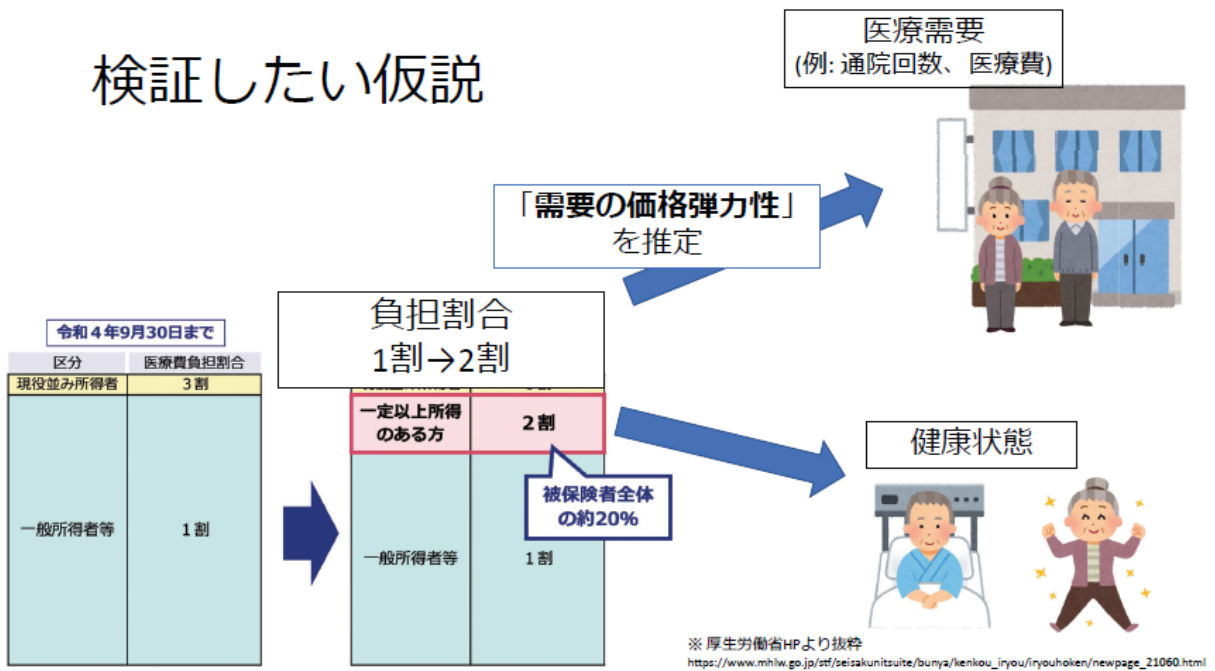 検証したい仮説
医療需要
(例: 通院回数、医療費)
「需要の価格弾力性」
を推定
負担割合
1割→2割
令和4年9月30日まで
区分
医療費負担割合
現役並み所得者
3割
一般所得者等
1割
一定以上所得
のある方
2割
被保険者全体
の約20%
一般所得者等
1割
健康状態
※ 厚生労働省HPより抜粋
https://www.mhlw.go.jp/stf/seisakunitsuite/bunya/kenkou_iryou/iryouhoken/newpage_21060.html